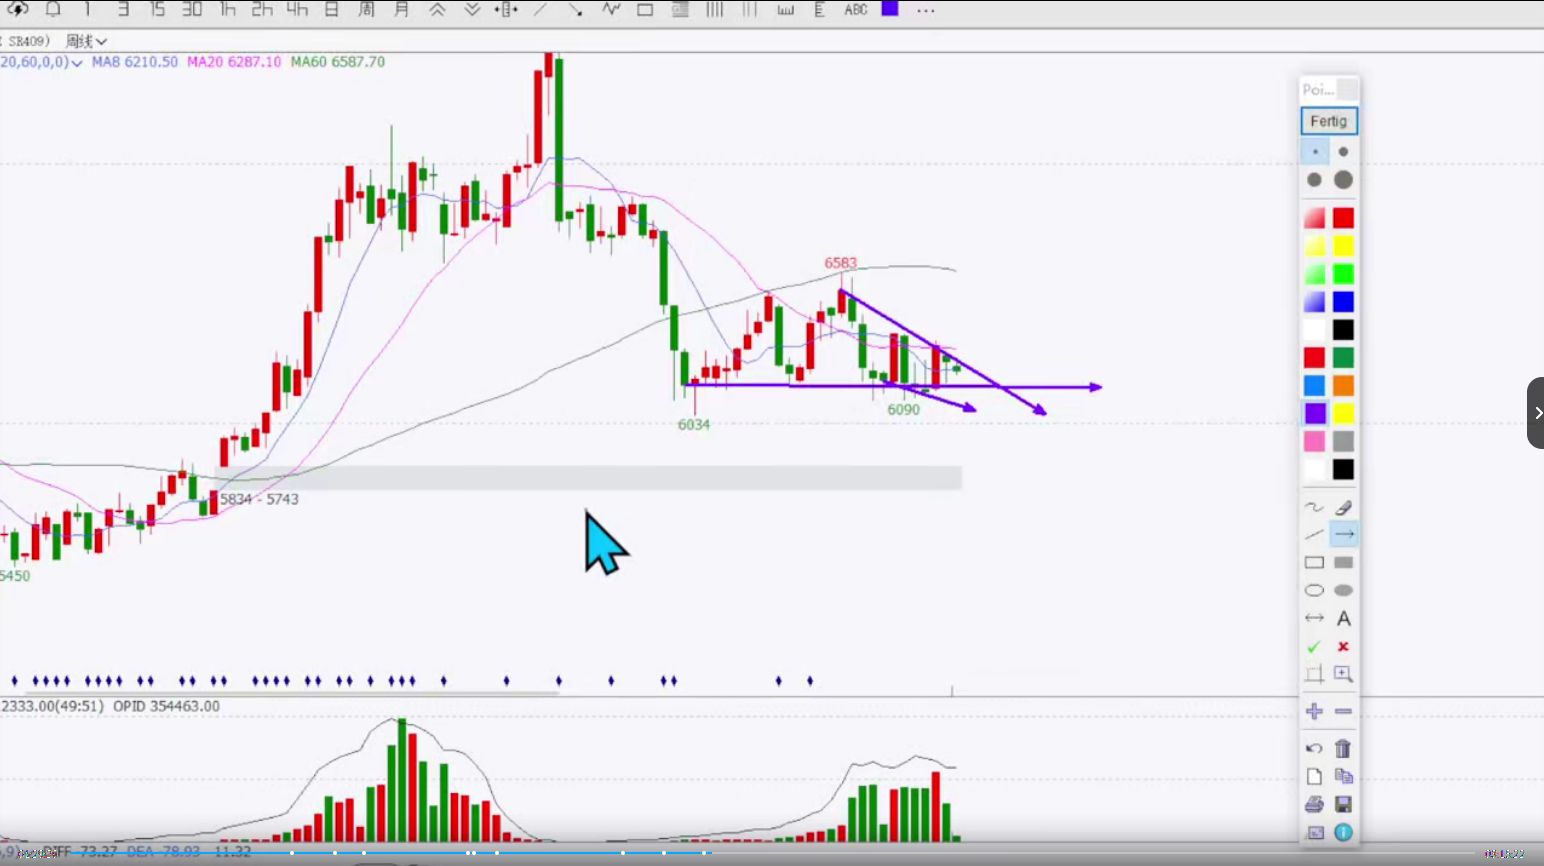 1 3 15 30 1h 2h 4h 日 周 月 ABC ...
SR409) 周线
20,60,0,0) MA8 6210.50 MA20 6287.10 MA60 6587.70
Poi...
Fertig
6583
6090
6034
5834 - 5743
5450
A
2333.00(49:51) OPID 354463.00
,9) DIFF -73.27 DEA -78.93 11.32